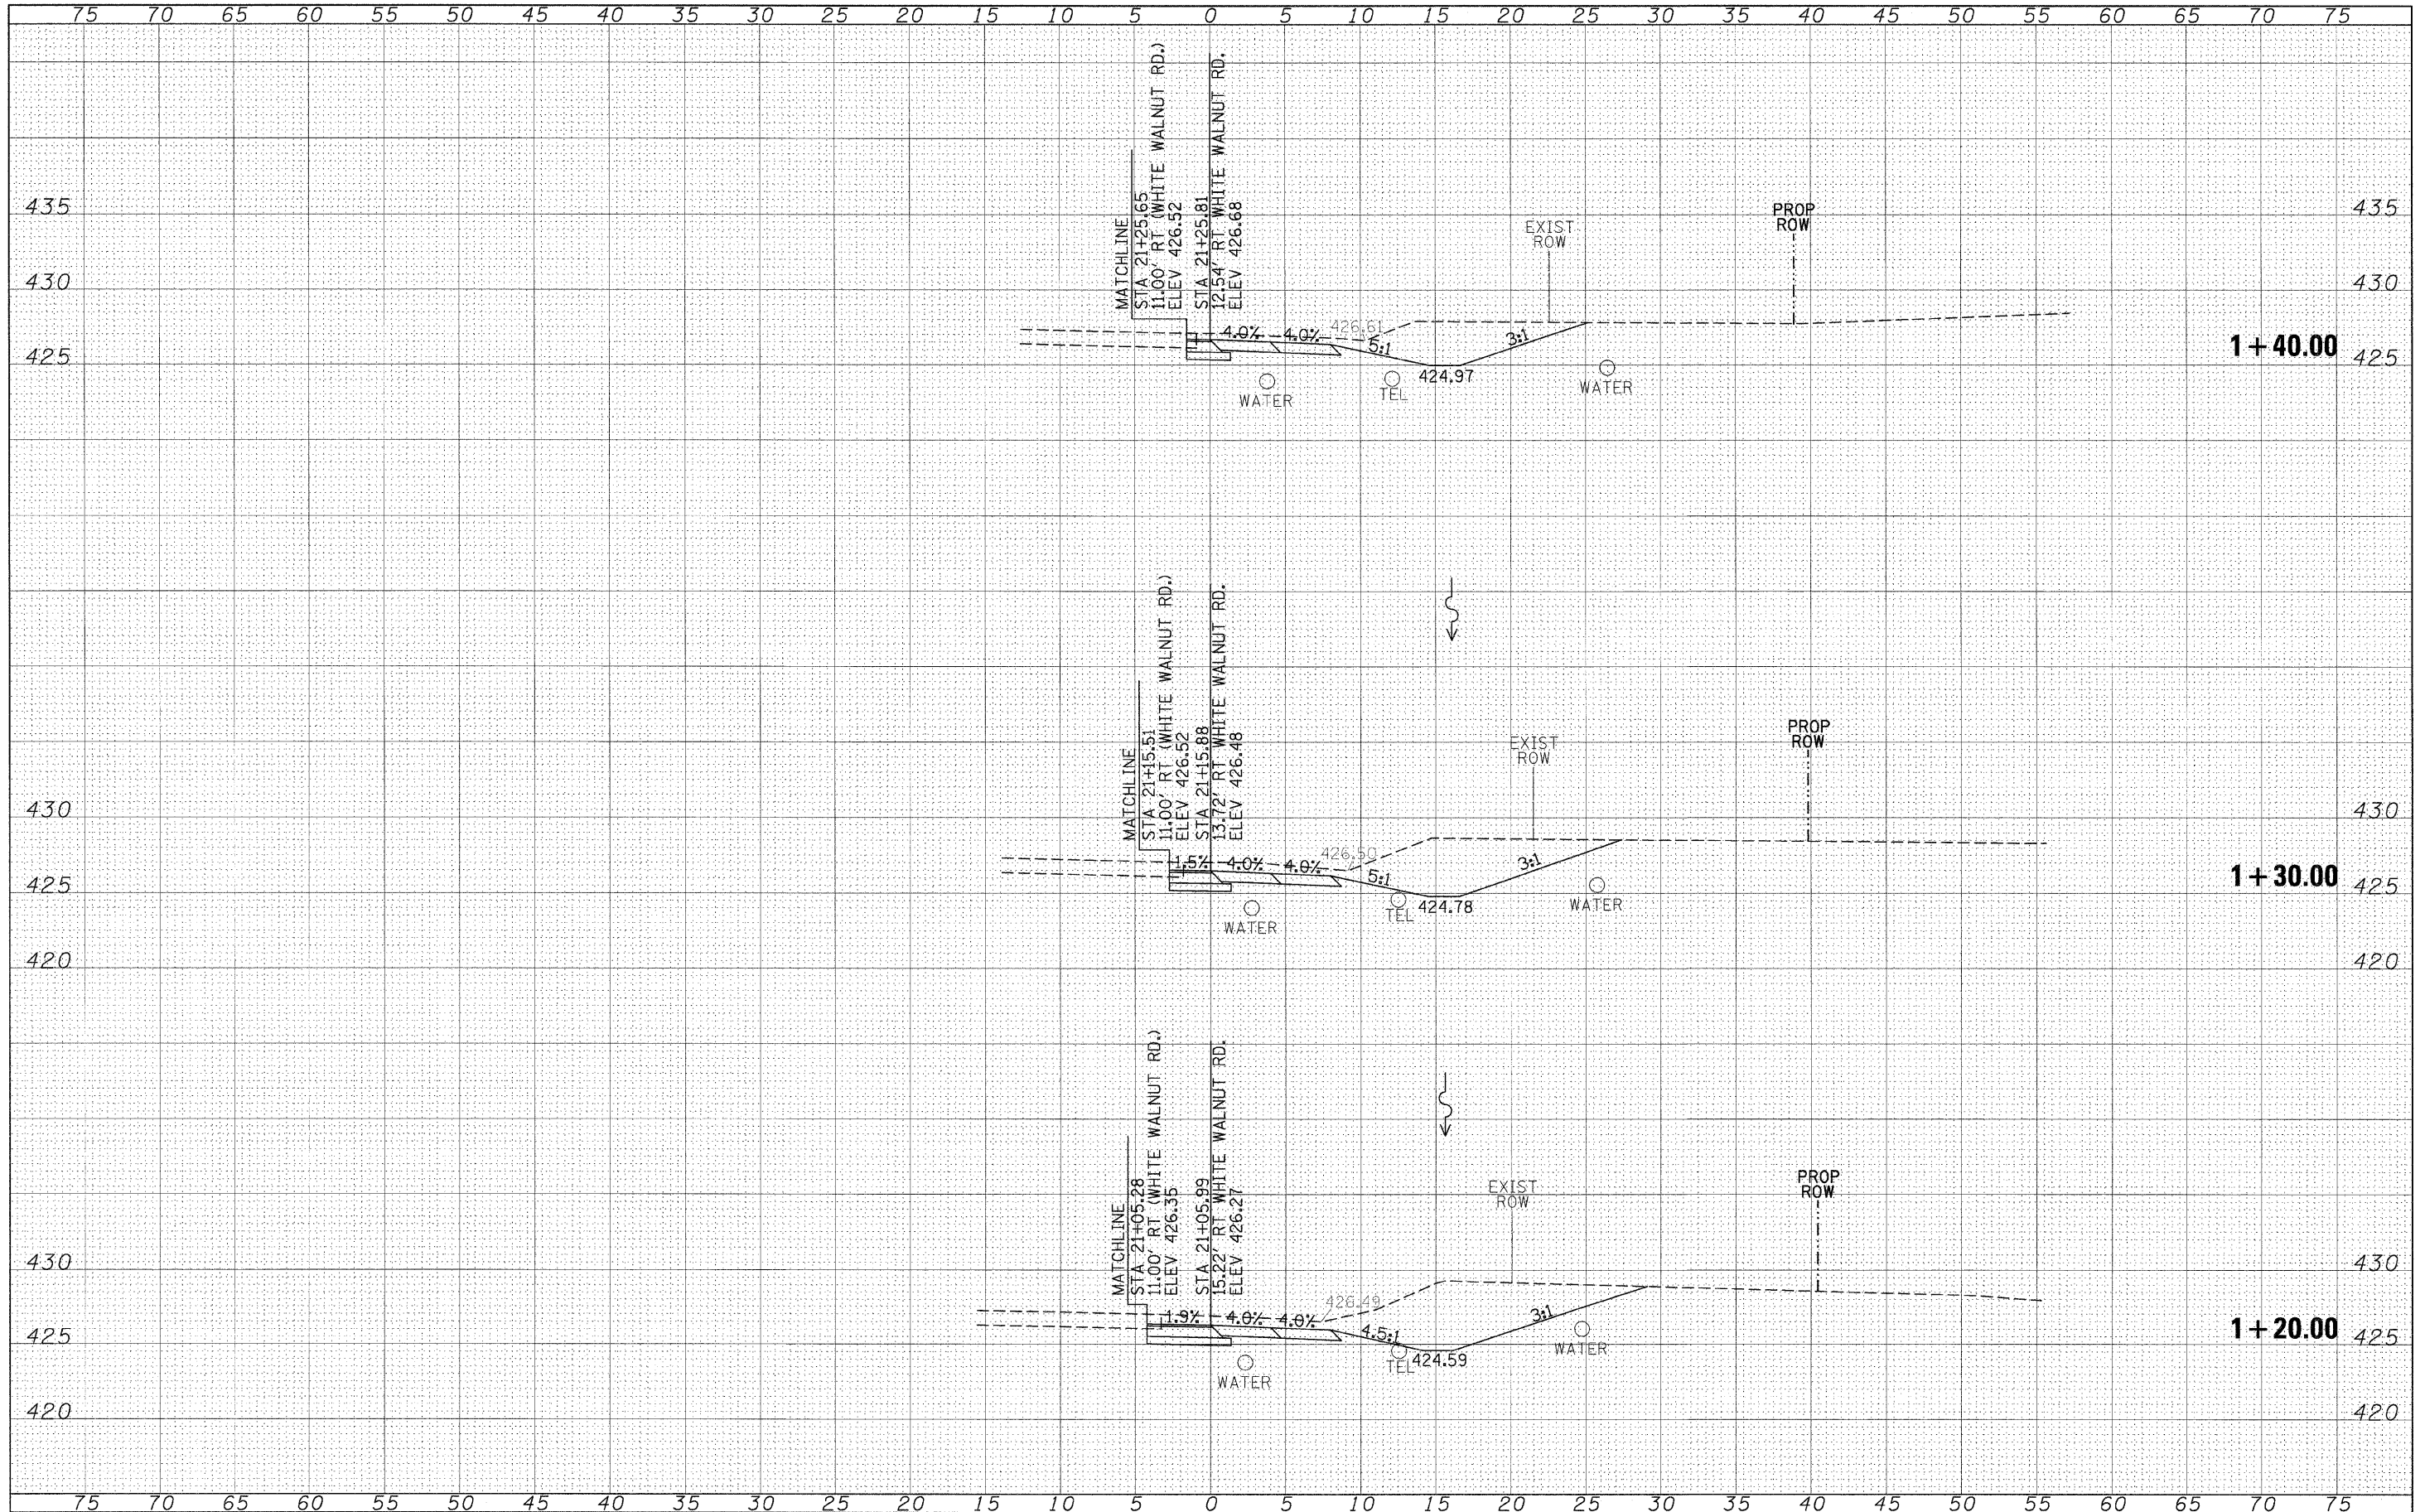 75 70 65 60 55 50 45 40 35 30 25 20 15 10 5 0 5 10 15 20 25 30 35 40 45 50 55 60 65 70 75
MATCHLINE
STA 21+25.65
11.00' RT (WHITE WALNUT RD.)
ELEV 426.52
STA 21+25.81
12.54' RT WHITE WALNUT RD.
ELEV 426.68
435
EXIST
ROW
PROP
ROW
435
430
430
4.0%
4.0%
426.61
5:1
3:1
1+40.00
425
425
424.97
WATER
TEL
WATER
MATCHLINE
STA 21+15.51
11.00' RT (WHITE WALNUT RD.)
ELEV 426.52
STA 21+15.88
13.72' RT WHITE WALNUT RD.
ELEV 426.48
EXIST
ROW
PROP
ROW
430
430
1.5%
4.0%
4.0%
426.50
5:1
3:1
1+30.00
425
425
424.78
WATER
TEL
WATER
420
420
MATCHLINE
STA 21+05.28
11.00' RT (WHITE WALNUT RD.)
ELEV 426.35
STA 21+05.99
15.22' RT WHITE WALNUT RD.
ELEV 426.27
EXIST
ROW
PROP
ROW
430
430
1.9%
4.0%
4.0%
426.49
4.5:1
3:1
1+20.00
425
425
424.59
WATER
TEL
WATER
420
420
75 70 65 60 55 50 45 40 35 30 25 20 15 10 5 0 5 10 15 20 25 30 35 40 45 50 55 60 65 70 75